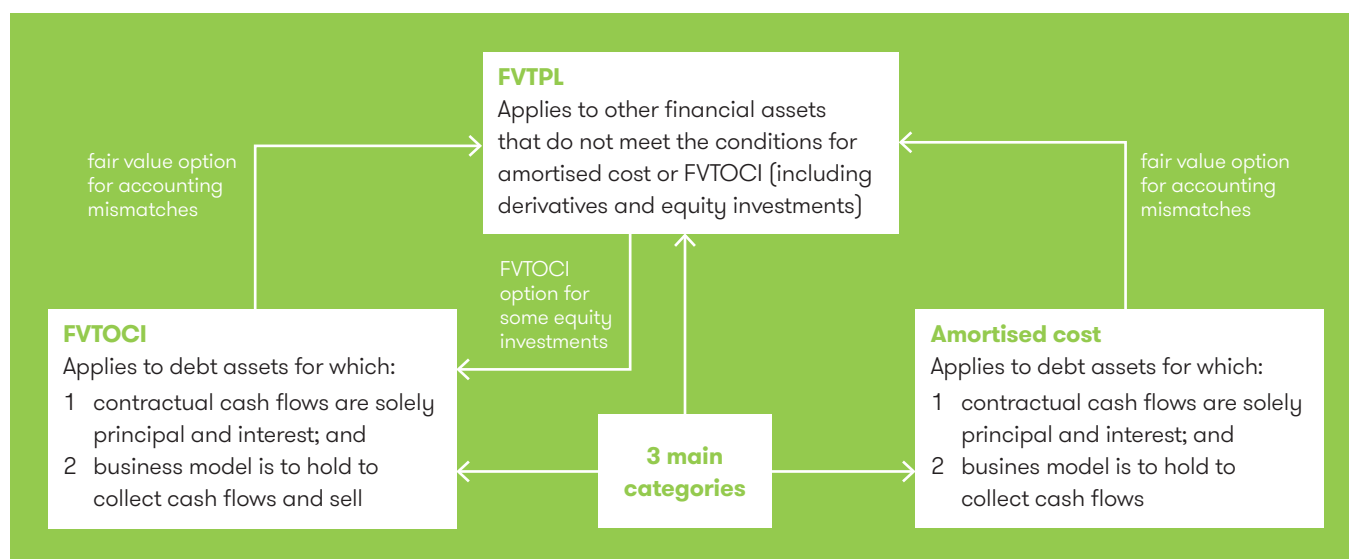 FVTPL
Applies to other financial assets
that do not meet the conditions for
amortised cost or FVTOCI (including
derivatives and equity investments)
fair value option
for accounting
mismatches
fair value option
for accounting
mismatches
FVTOCI
option for
some equity
investments
FVTOCI
Applies to debt assets for which:
1 contractual cash flows are solely
principal and interest; and
2 business model is to hold to
collect cash flows and sell
3 main
categories
Amortised cost
Applies to debt assets for which:
1 contractual cash flows are solely
principal and interest; and
2 busines model is to hold to
collect cash flows